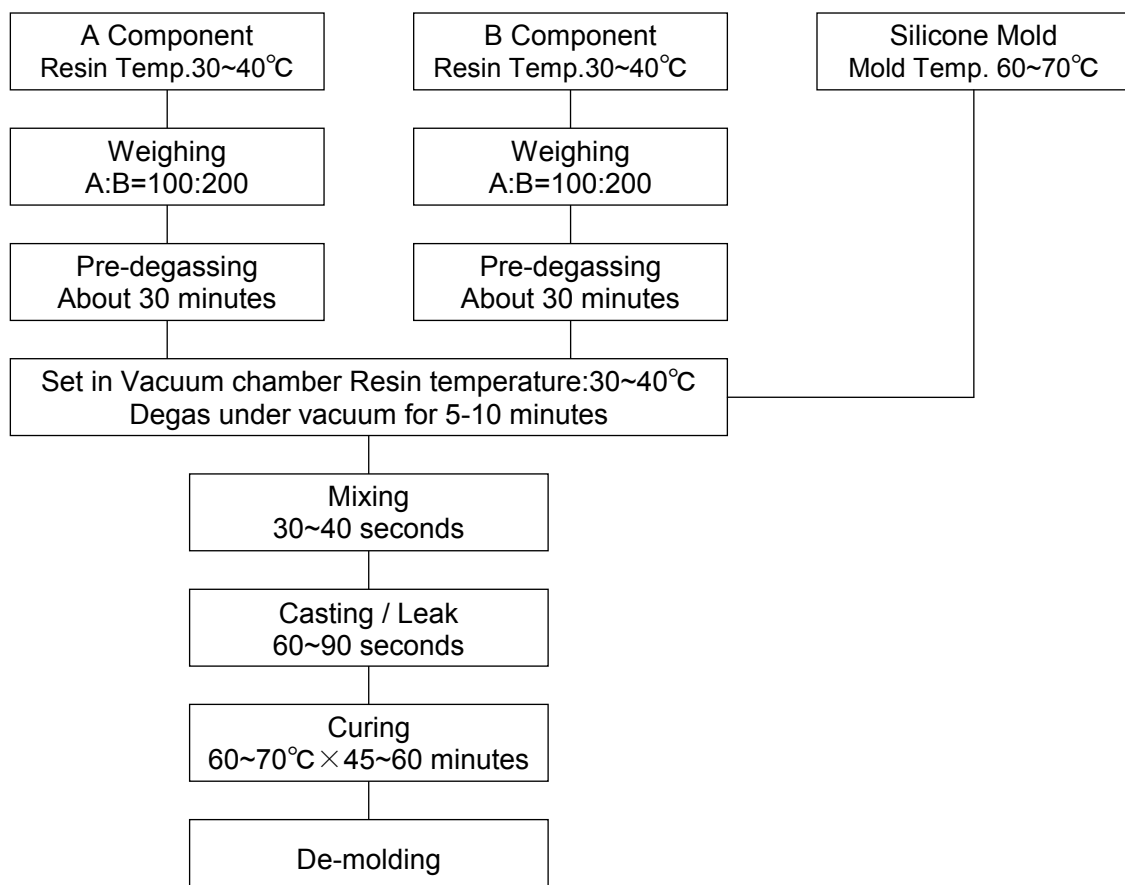 A Component
Resin Temp.30~40℃
B Component
Resin Temp.30~40℃
Silicone Mold
Mold Temp. 60~70℃
Weighing
A:B=100:200
Weighing
A:B=100:200
Pre-degassing
About 30 minutes
Pre-degassing
About 30 minutes
Set in Vacuum chamber Resin temperature:30~40℃
Degas under vacuum for 5-10 minutes
Mixing
30~40 seconds
Casting / Leak
60~90 seconds
Curing
60~70℃×45~60 minutes
De-molding